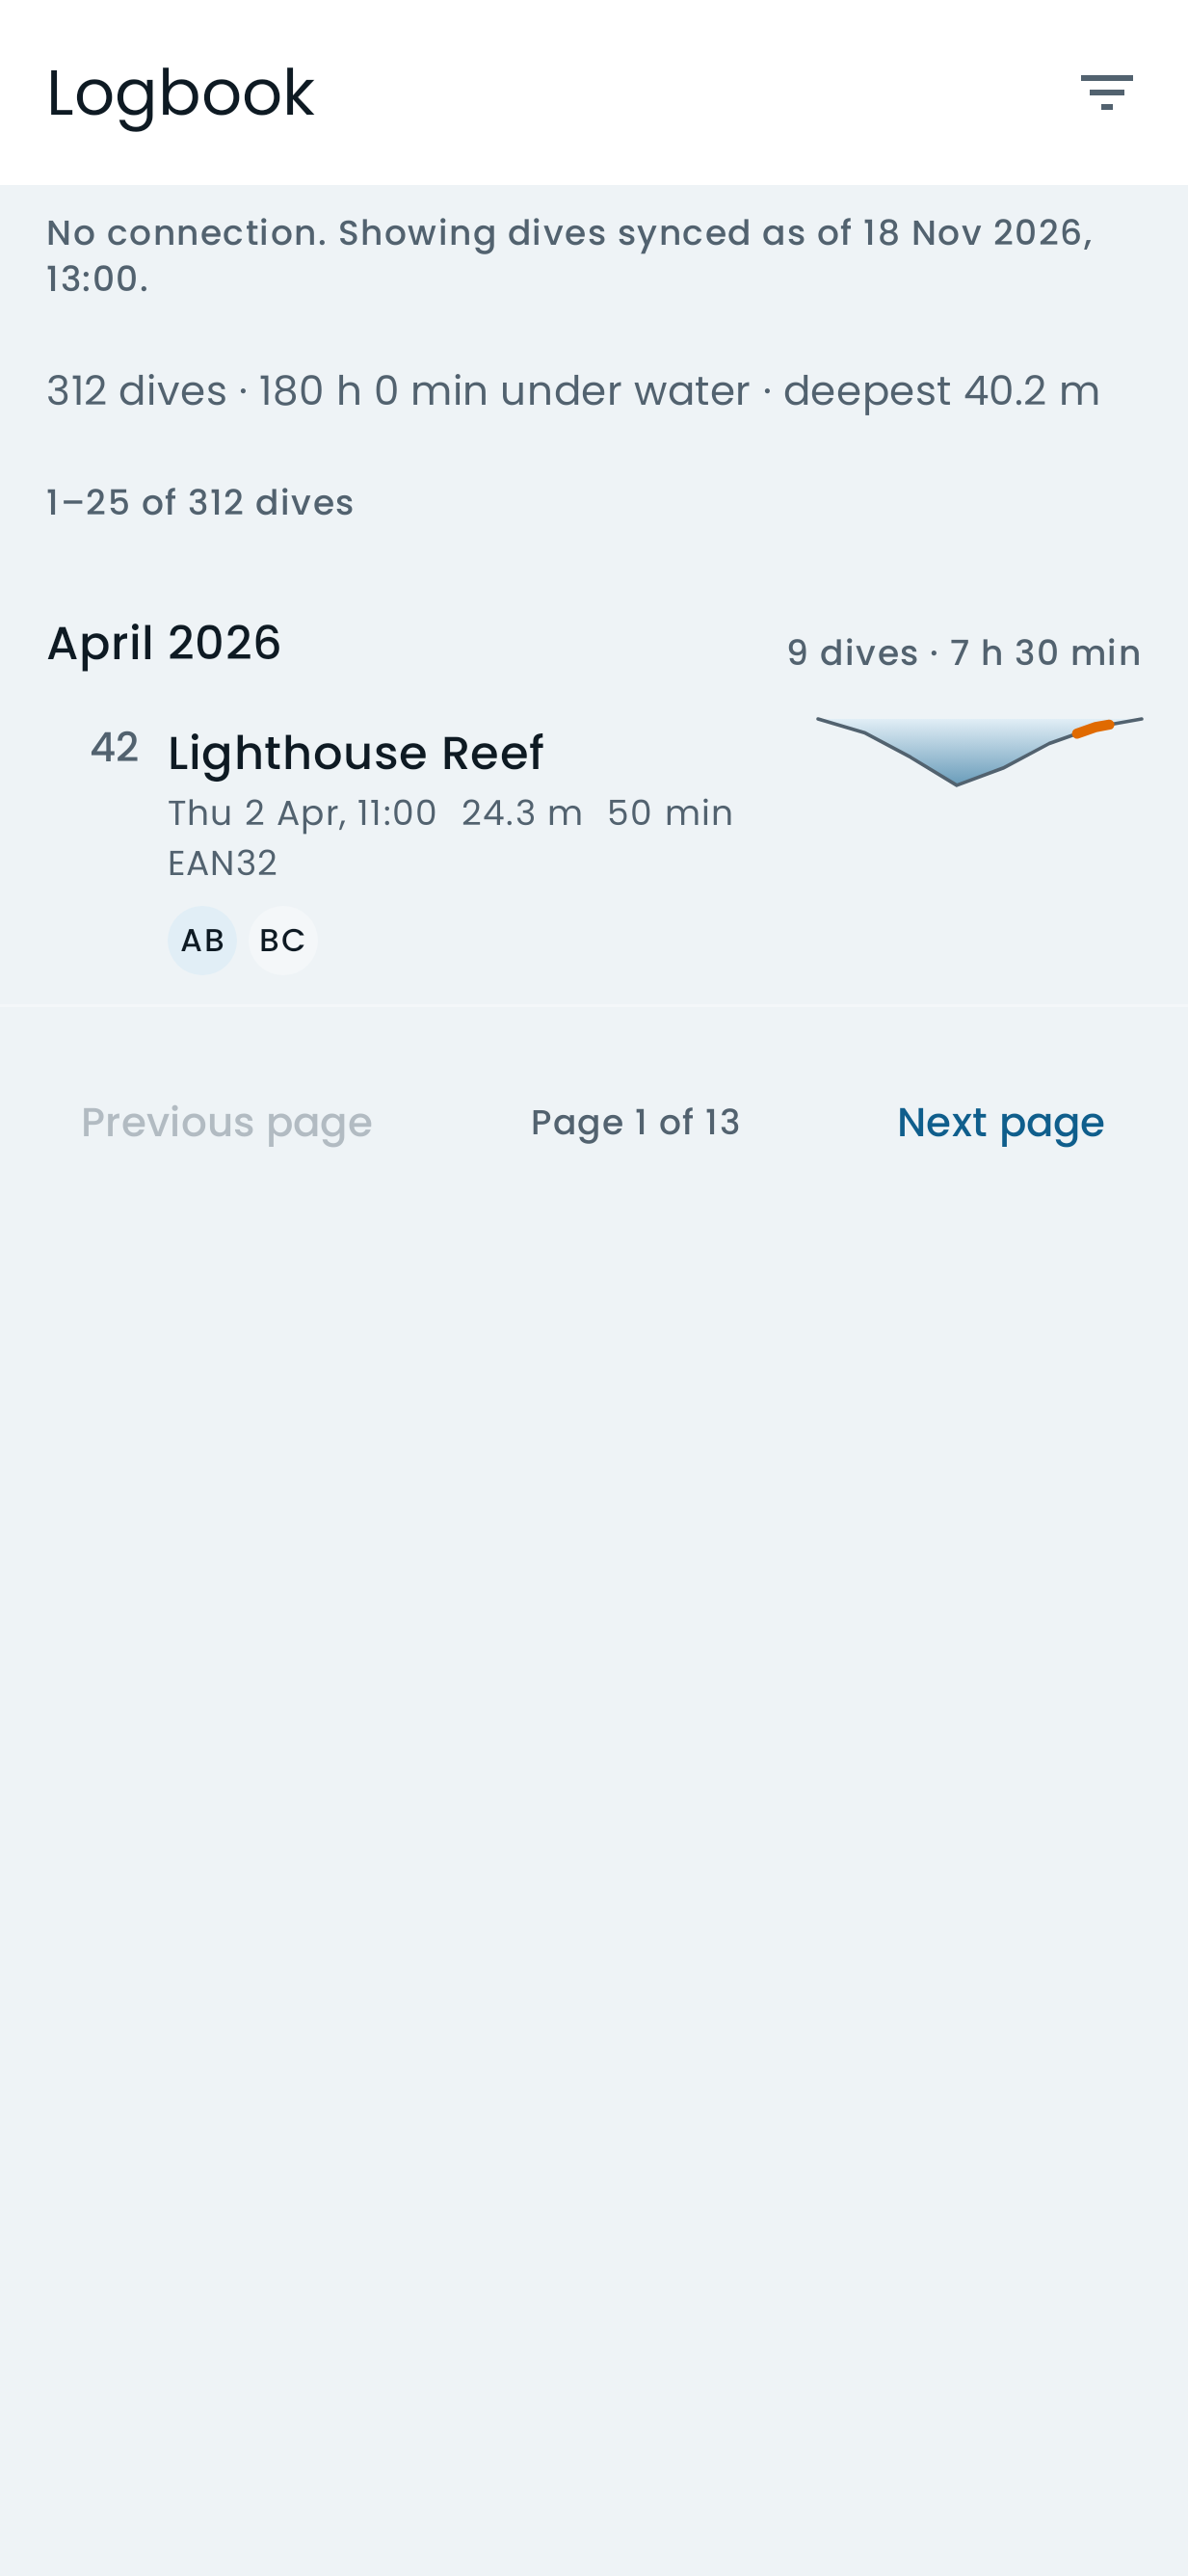 Logbook
No connection. Showing dives synced as of 18 Nov 2026,
13:00.
312 dives · 180 h 0 min under water · deepest 40.2 m
1–25 of 312 dives
April 2026
9 dives · 7 h 30 min
42
Lighthouse Reef
Thu 2 Apr, 11:00 24.3 m 50 min
EAN32
AB BC
Previous page
Page 1 of 13
Next page